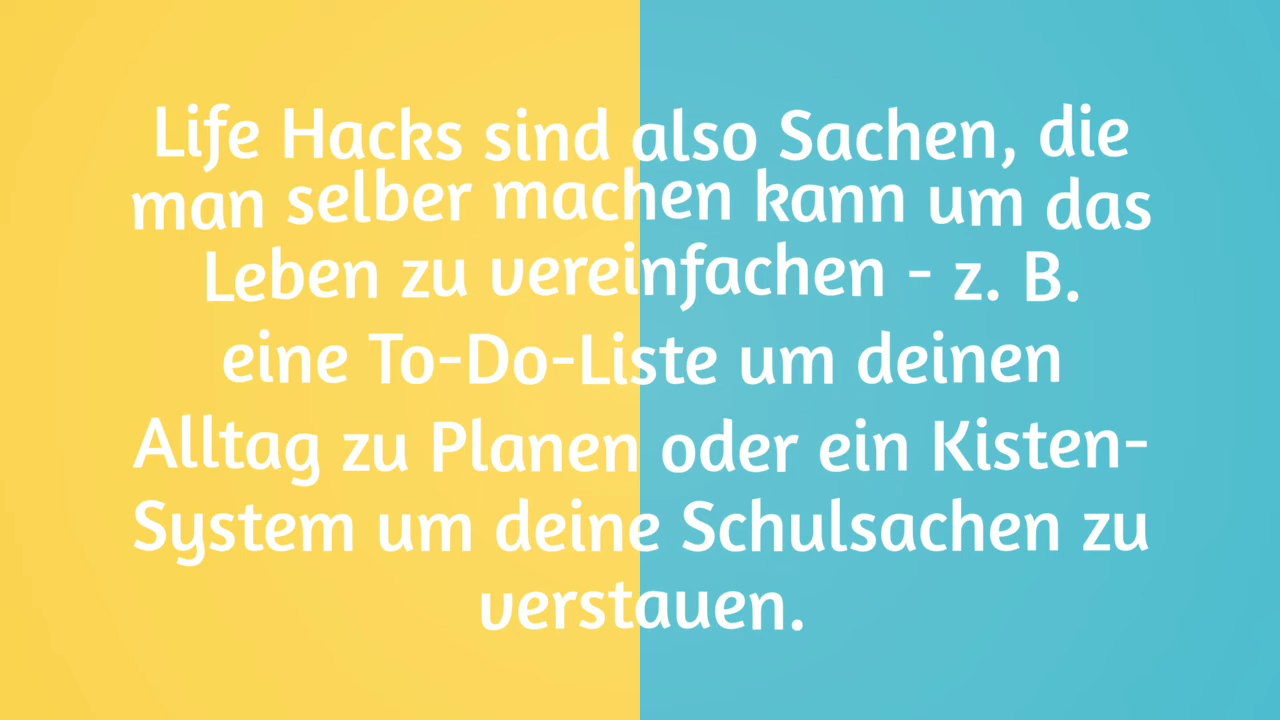 Life Hacks sind also Sachen, die
man selber machen kann um das
Leben zu vereinfachen - z. B.
eine To-Do-Liste um deinen
Alltag zu Planen oder ein Kisten-
System um deine Schulsachen zu
verstauen.